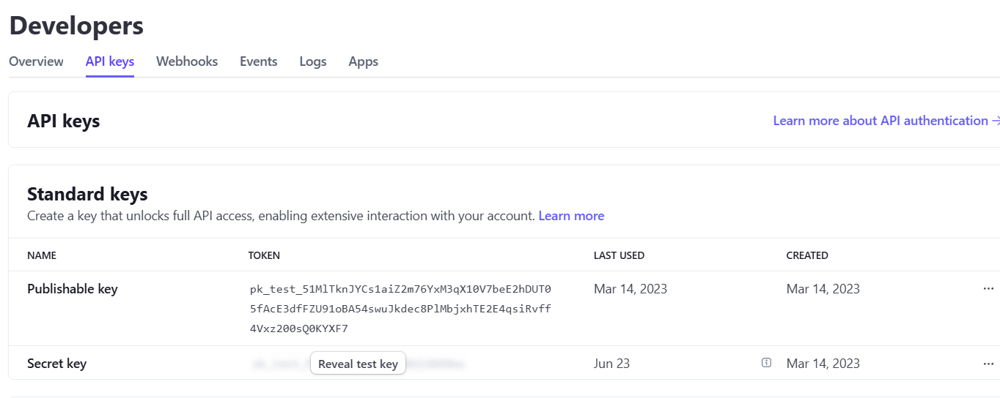 Developers
Overview API keys Webhooks Events Logs Apps
API keys
Learn more about API authentication →
Standard keys
Create a key that unlocks full API access, enabling extensive interaction with your account. Learn more
NAME TOKEN LAST USED CREATED
Publishable key pk_test_51MlTknJYCs1aiZ2m76YxM3qX10V7beE2hDUT0 Mar 14, 2023 Mar 14, 2023 ···
5fAcE3dfFZU91oBA54swuJkdec8PlMbjxhTE2E4qsiRvff
4Vxz200sQ0KYXF7
Secret key Reveal test key Jun 23 Mar 14, 2023 ···